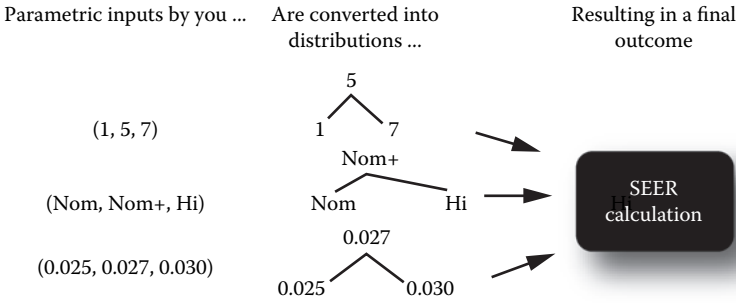 Parametric inputs by you ...
Are converted into
distributions ...
Resulting in a final
outcome
(1, 5, 7)
5
1 7
(Nom, Nom+, Hi)
Nom+
Nom Hi
(0.025, 0.027, 0.030)
0.027
0.025 0.030
SEER
calculation
Hi